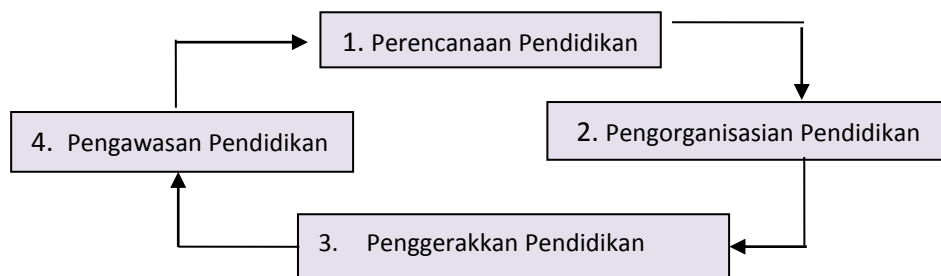 1. Perencanaan Pendidikan
2. Pengorganisasian Pendidikan
3. Penggerakkan Pendidikan
4. Pengawasan Pendidikan